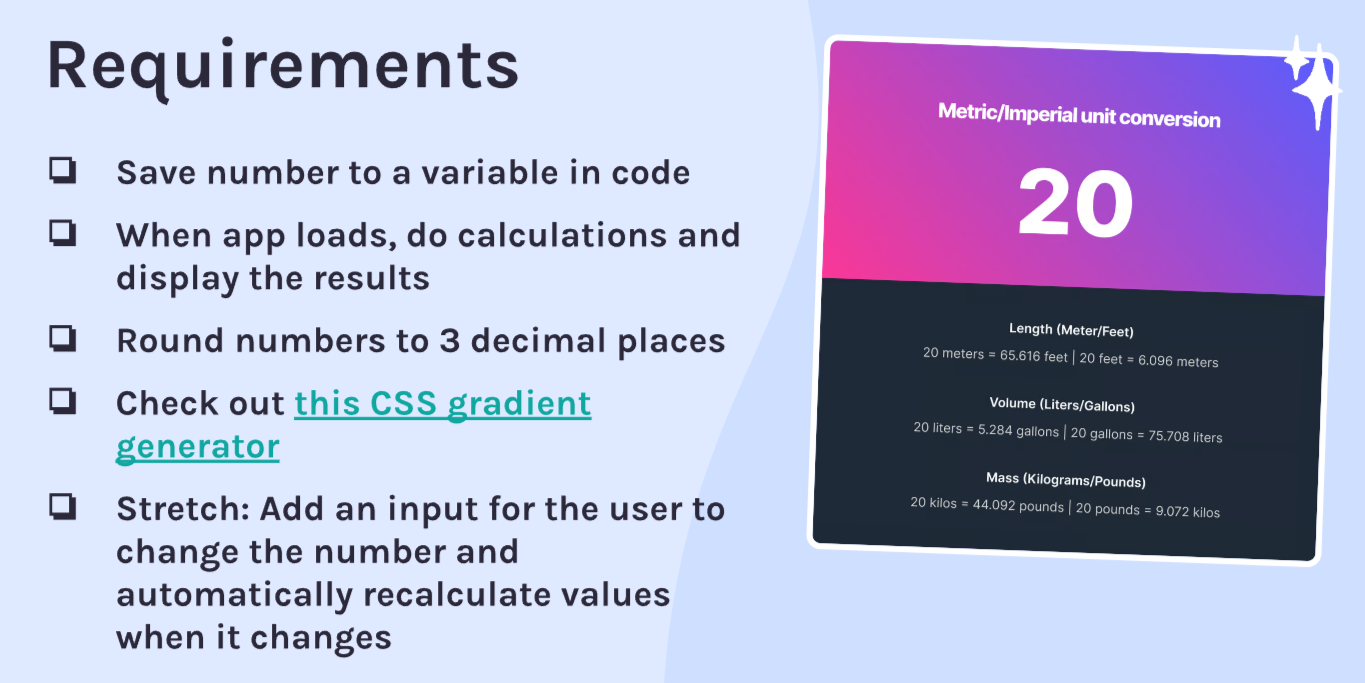 Requirements
Save number to a variable in code
When app loads, do calculations and
display the results
Round numbers to 3 decimal places
Check out this CSS gradient
generator
Stretch: Add an input for the user to
change the number and
automatically recalculate values
when it changes
Metric/Imperial unit conversion
20
Length (Meter/Feet)
20 meters = 65.616 feet | 20 feet = 6.096 meters
Volume (Liters/Gallons)
20 liters = 5.284 gallons | 20 gallons = 75.708 liters
Mass (Kilograms/Pounds)
20 kilos = 44.092 pounds | 20 pounds = 9.072 kilos